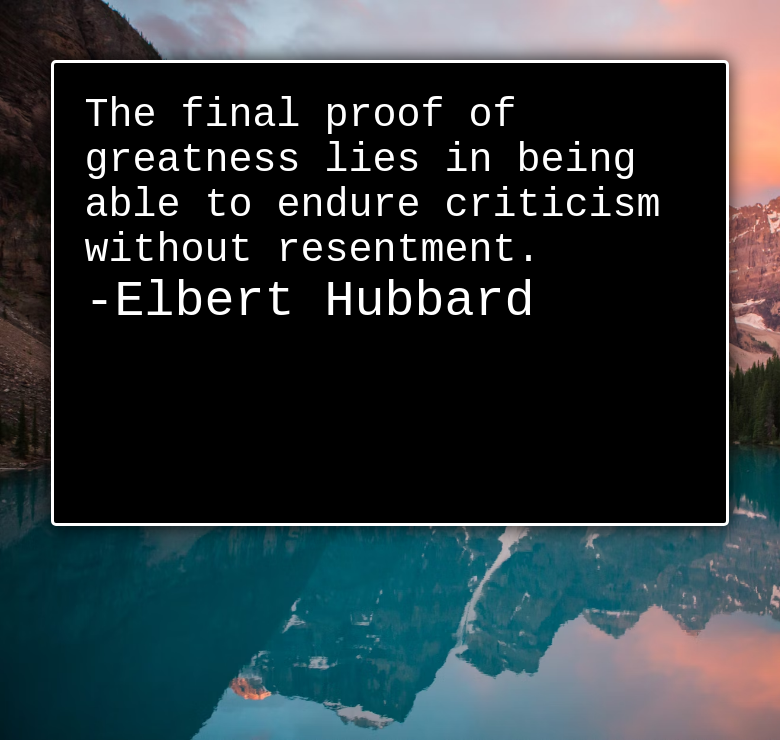 The final proof of
greatness lies in being
able to endure criticism
without resentment.
-Elbert Hubbard